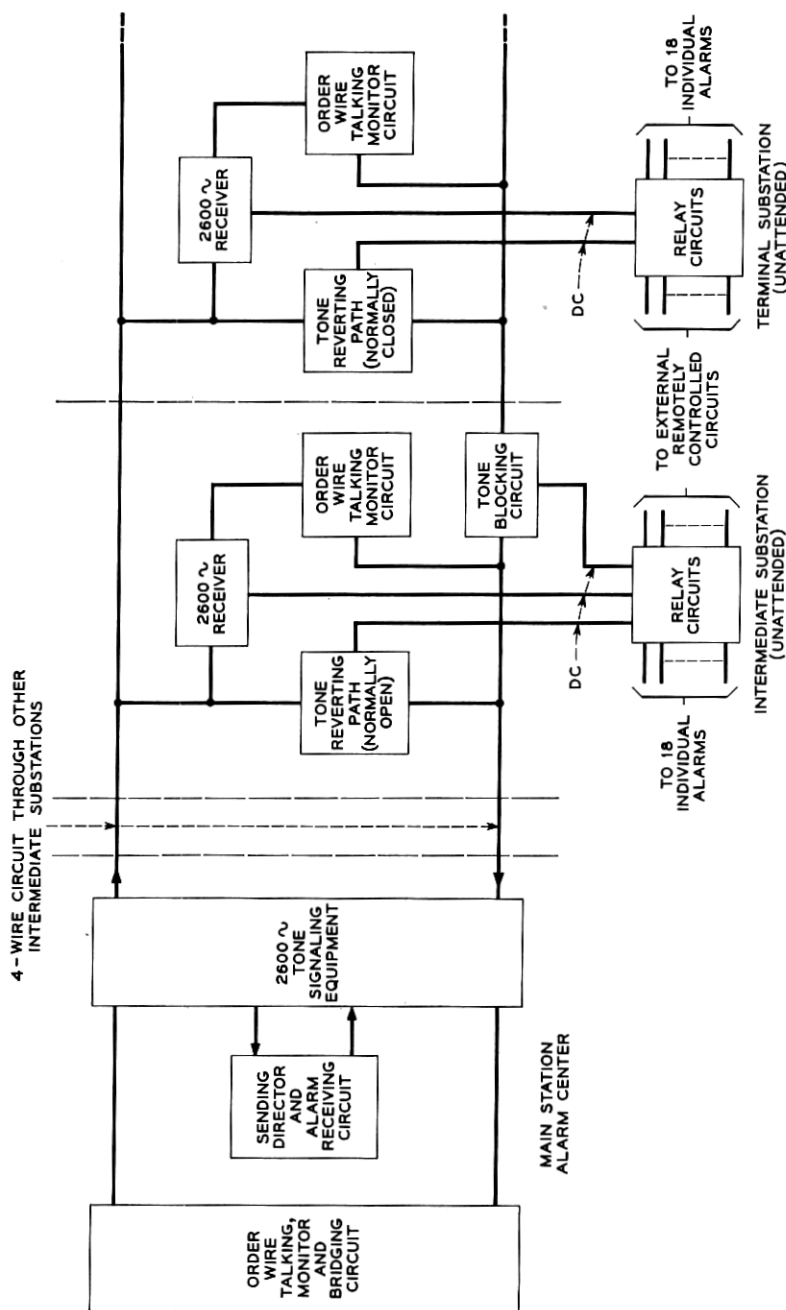 4-WIRE CIRCUIT THROUGH OTHER
INTERMEDIATE SUBSTATIONS
ORDER
WIRE
TALKING,
MONITOR
AND
BRIDGING
CIRCUIT
SENDING
DIRECTOR
AND
ALARM
RECEIVING
CIRCUIT
2600~
TONE
SIGNALING
EQUIPMENT
MAIN STATION
ALARM CENTER
2600~
RECEIVER
ORDER
WIRE
TALKING
MONITOR
CIRCUIT
TONE
REVERTING
PATH
(NORMALLY
OPEN)
TONE
BLOCKING
CIRCUIT
DC
RELAY
CIRCUITS
TO 18
INDIVIDUAL
ALARMS
TO EXTERNAL
REMOTELY
CONTROLLED
CIRCUITS
INTERMEDIATE SUBSTATION
(UNATTENDED)
2600~
RECEIVER
ORDER
WIRE
TALKING
MONITOR
CIRCUIT
TONE
REVERTING
PATH
(NORMALLY
CLOSED)
DC
RELAY
CIRCUITS
TO 18
INDIVIDUAL
ALARMS
TERMINAL SUBSTATION
(UNATTENDED)